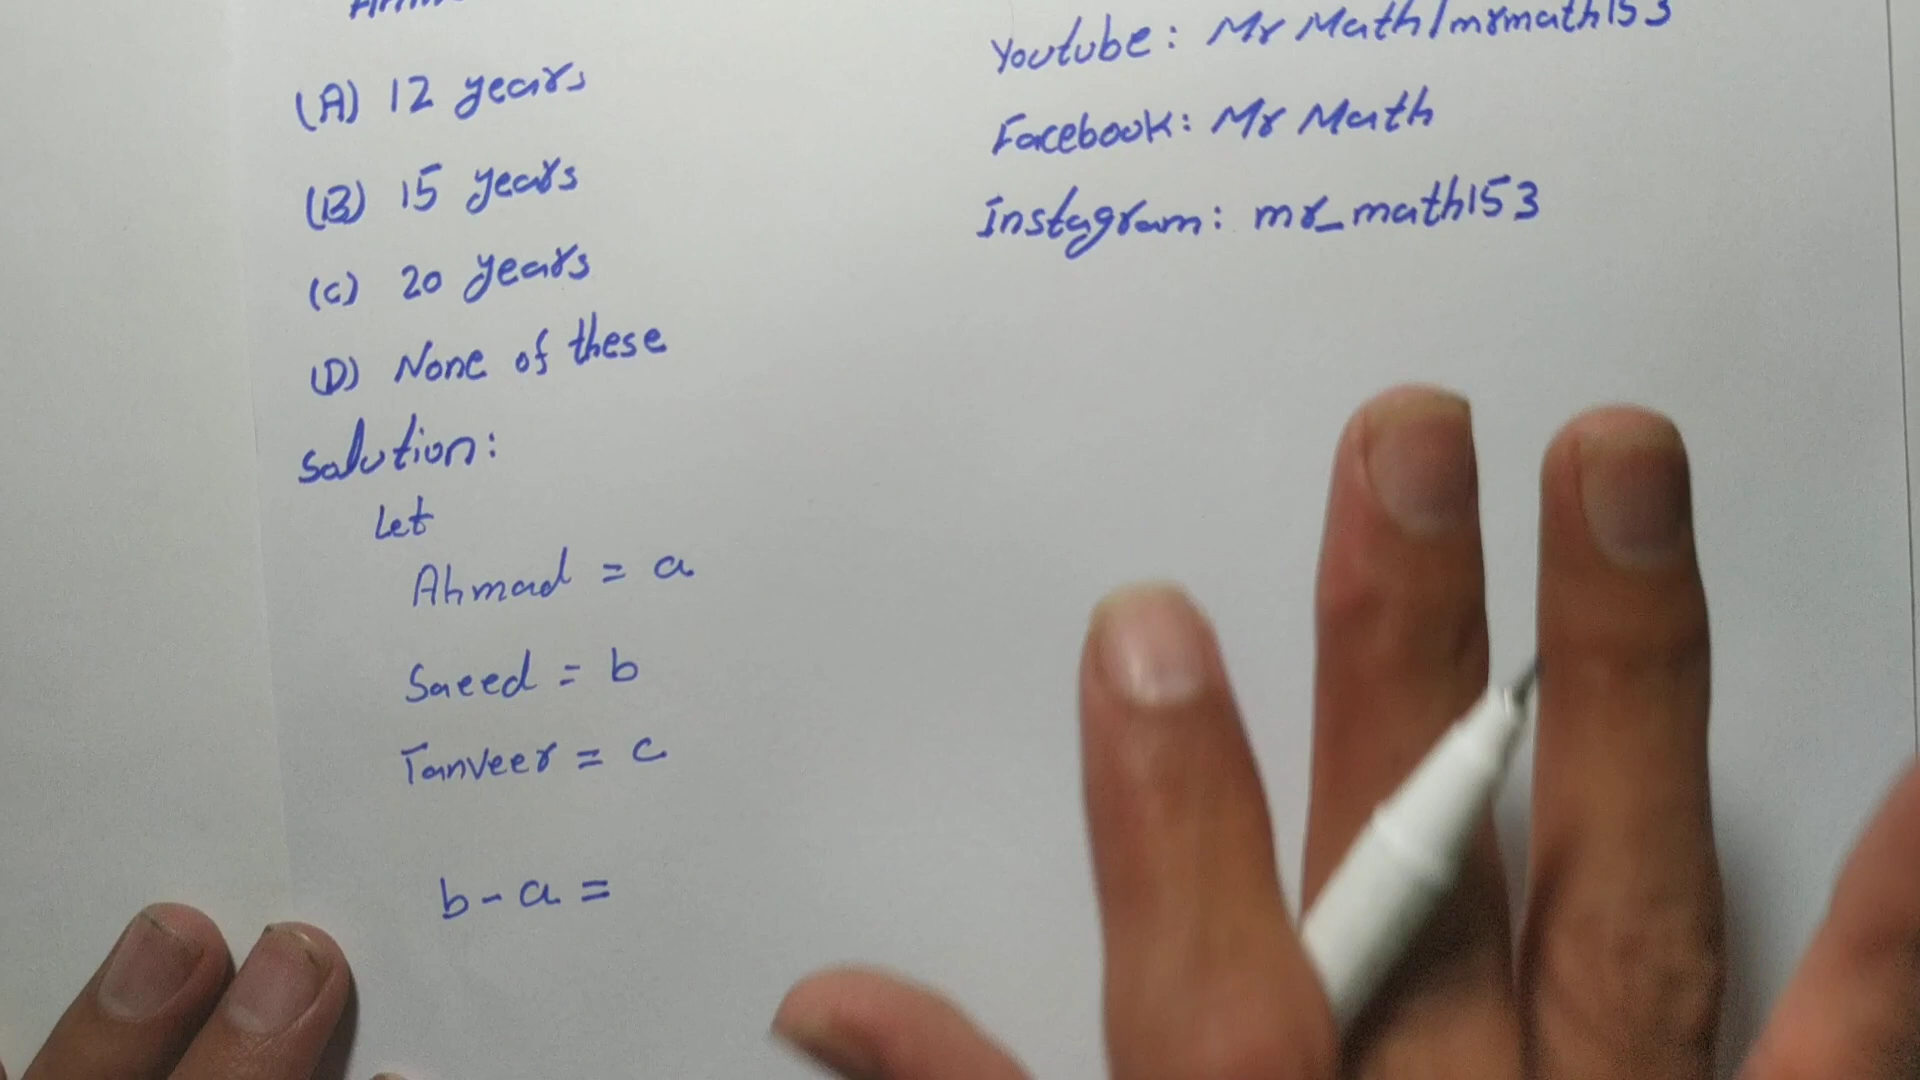 (A) 12 years
(B) 15 years
(C) 20 years
(D) None of these
Solution:
Let
Ahmad = a
Saeed = b
Tanveer = c
b - a =
Youtube: Mr Math/mrmath153
Facebook: Mr Math
Instagram: mr_math153